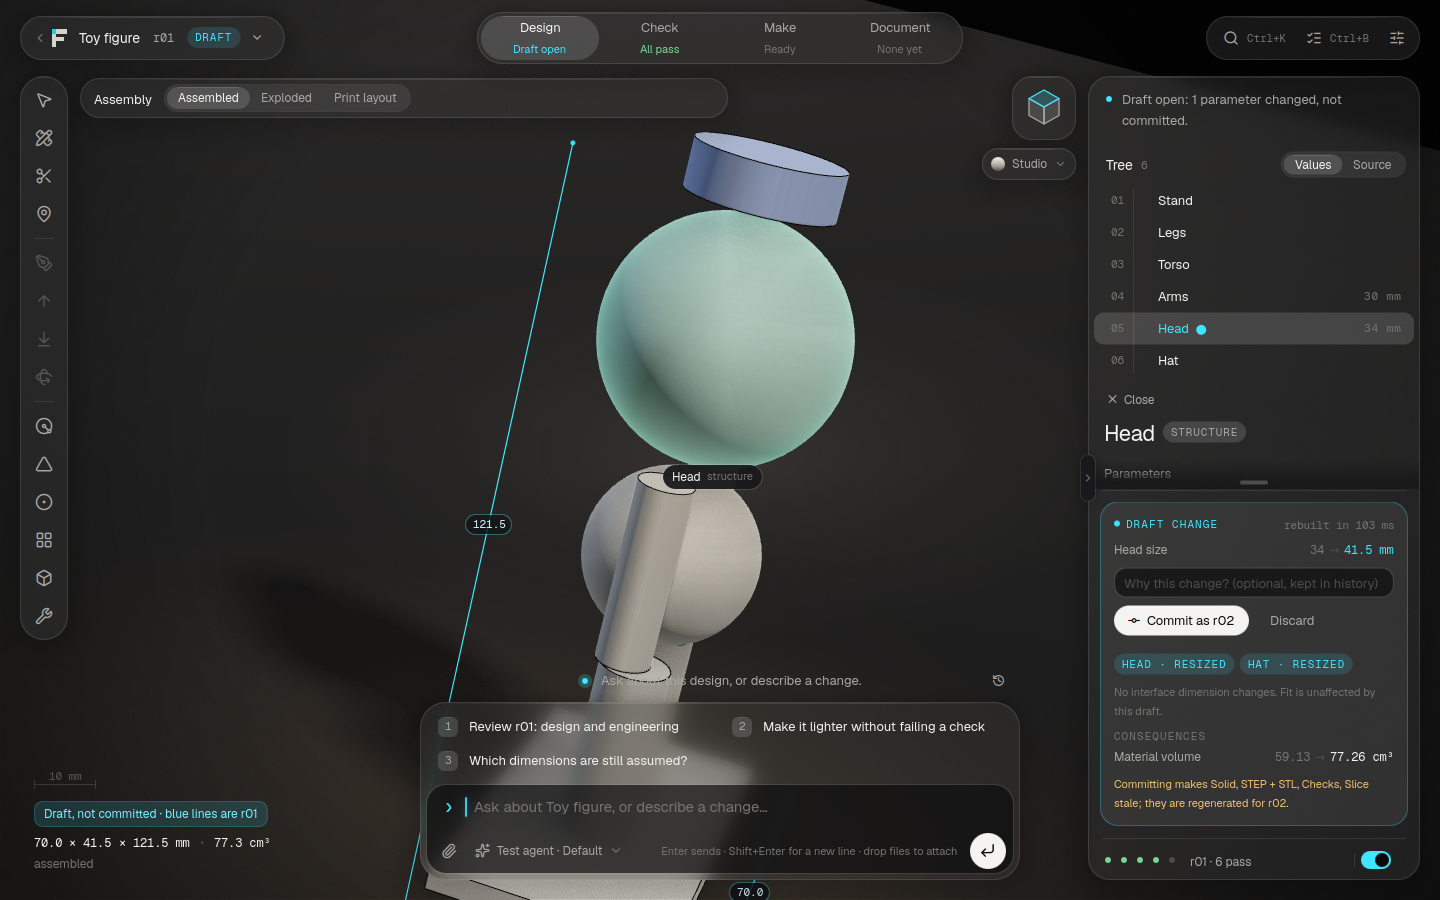 Toy figure r01 DRAFT
Design
Draft open
Check
All pass
Make
Ready
Document
None yet
Ctrl+K
Ctrl+B
Assembly Assembled Exploded Print layout
Studio
Draft open: 1 parameter changed, not
committed.
Tree 6 Values Source
01 Stand
02 Legs
03 Torso
04 Arms 30 mm
05 Head 34 mm
06 Hat
Close
Head STRUCTURE
Parameters
Head structure
121.5
DRAFT CHANGE rebuilt in 103 ms
Head size 34 → 41.5 mm
Why this change? (optional, kept in history)
Commit as r02 Discard
HEAD · RESIZED HAT · RESIZED
No interface dimension changes. Fit is unaffected by
this draft.
CONSEQUENCES
Material volume 59.13 → 77.26 cm³
Committing makes Solid, STEP + STL, Checks, Slice
stale; they are regenerated for r02.
r01 · 6 pass
Ask about this design, or describe a change.
1 Review r01: design and engineering
2 Make it lighter without failing a check
3 Which dimensions are still assumed?
Ask about Toy figure, or describe a change...
Test agent · Default
Enter sends · Shift+Enter for a new line · drop files to attach
70.0
10 mm
Draft, not committed · blue lines are r01
70.0 × 41.5 × 121.5 mm · 77.3 cm³
assembled